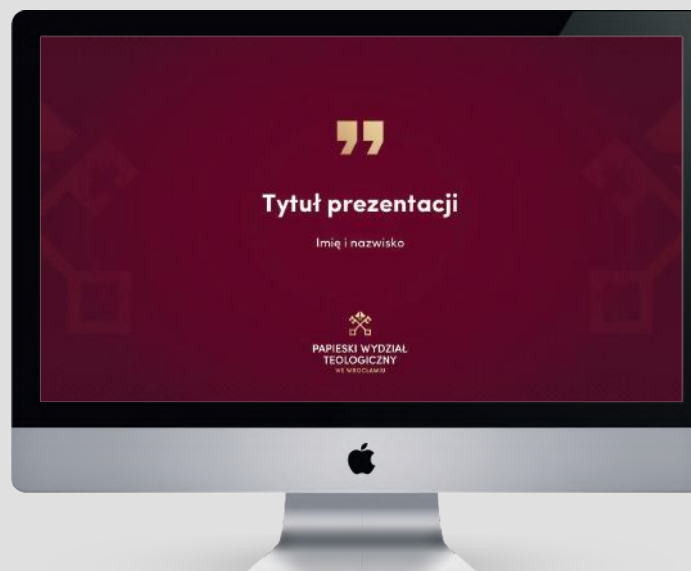 Tytuł prezentacji
Imię i nazwisko
PAPIESKI WYDZIAŁ
TEOLOGICZNY
WE WROCŁAWIU